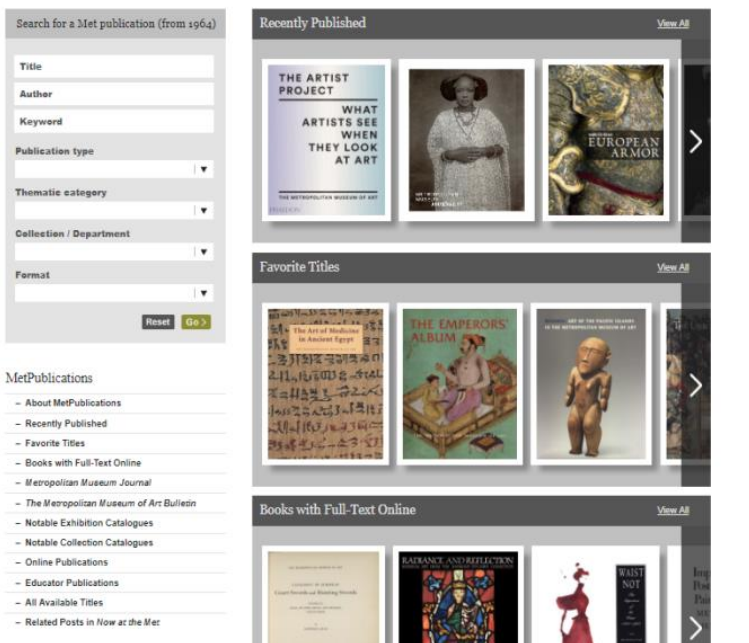 Search for a Met publication (from 1964)
Title
Author
Keyword
Publication type
Thematic category
Collection / Department
Format
Reset
Go >
MetPublications
– About MetPublications
– Recently Published
– Favorite Titles
– Books with Full-Text Online
– Metropolitan Museum Journal
– The Metropolitan Museum of Art Bulletin
– Notable Exhibition Catalogues
– Notable Collection Catalogues
– Online Publications
– Educator Publications
– All Available Titles
– Related Posts in Now at the Met
Recently Published
View All
THE ARTIST
PROJECT
WHAT
ARTISTS SEE
WHEN
THEY LOOK
AT ART
THE METROPOLITAN MUSEUM OF ART
PHAIDON
EUROPEAN
ARMOR
Favorite Titles
View All
The Art of Medicine
in Ancient Egypt
THE EMPERORS'
ALBUM
ART OF THE PACIFIC ISLANDS
IN THE METROPOLITAN MUSEUM OF ART
Books with Full-Text Online
View All
Court Swords and Hunting Swords
RADIANCE AND REFLECTION
WAIST
NOT